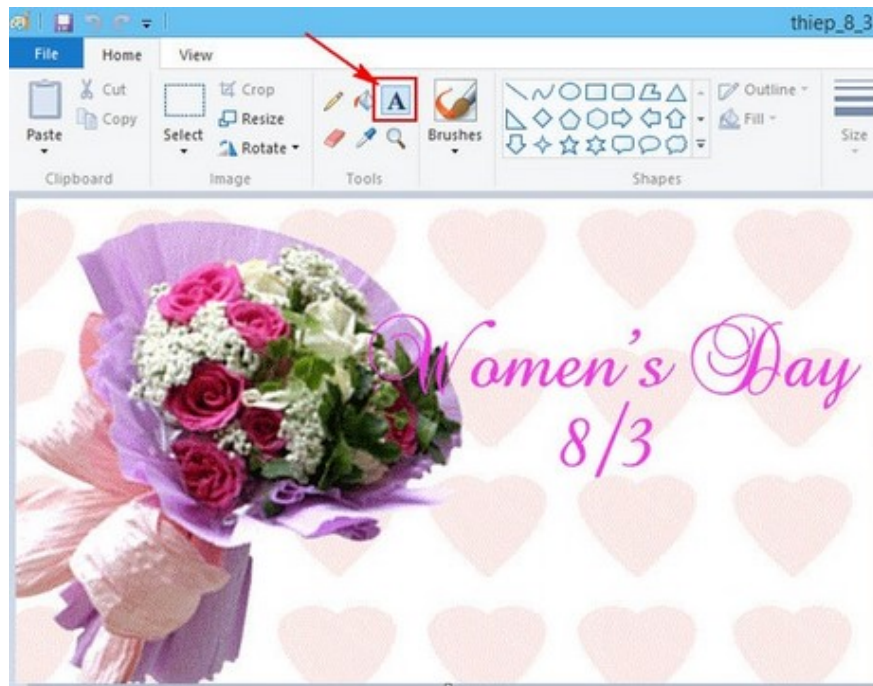 thiep_8_3
File Home View
Paste
Cut
Copy
Clipboard
Select
Crop
Resize
Rotate
Image
A
Tools
Brushes
Outline
Fill
Shapes
Size
Women's Day
8/3